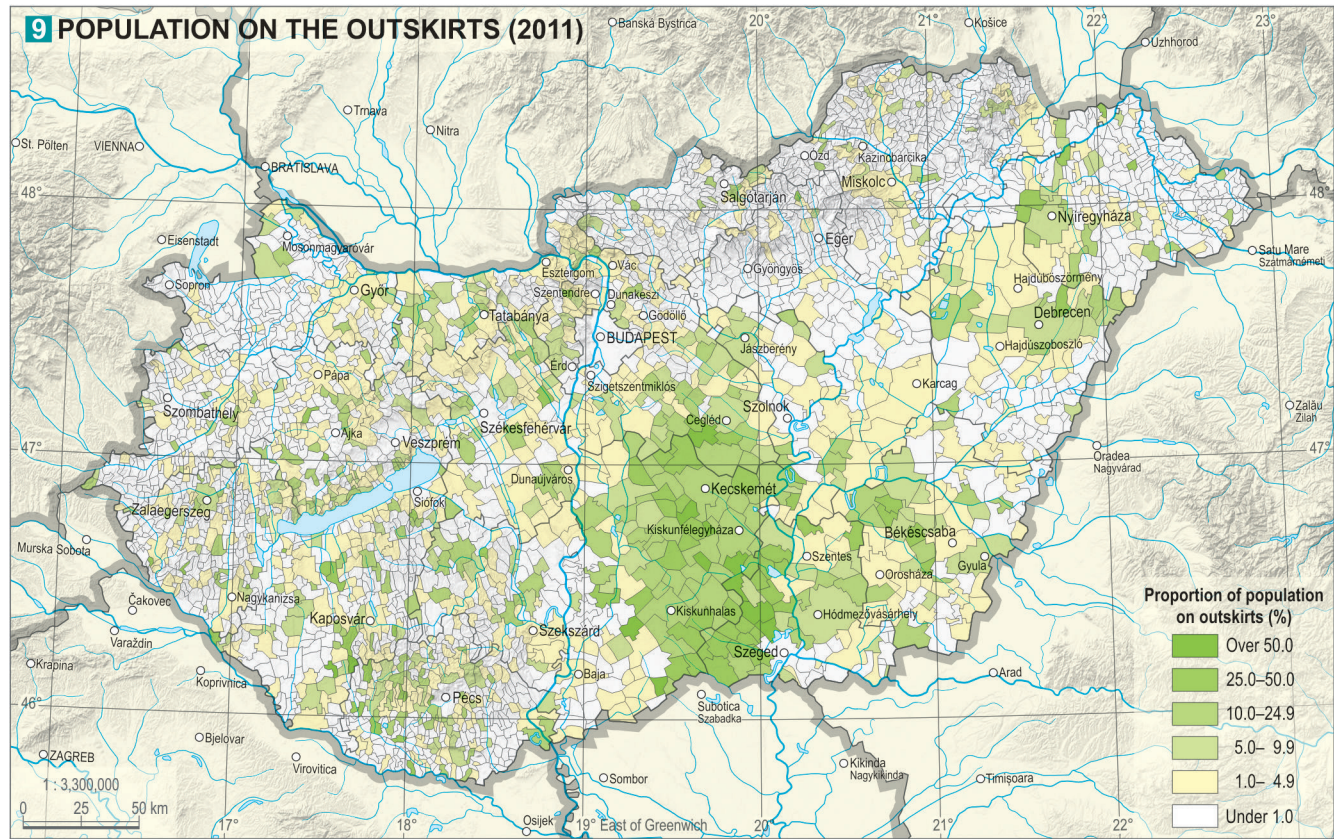 9 POPULATION ON THE OUTSKIRTS (2011)
19°
20°
21°
22°
23°
Banská Bystrica
Košice
Uzhhorod
Trnava
Nitra
St. Pölten
VIENNA
BRATISLAVA
Ózd
Kazincbarcika
Miskolc
Salgótarján
48°
48°
Nyíregyháza
Eisenstadt
Mosonmagyaróvár
Eger
Satu Mare
Szatmárnémeti
Sopron
Esztergom
Vác
Gyöngyös
Hajdúböszörmény
Győr
Szentendre
Dunakeszi
Tatabánya
Gödöllő
Debrecen
BUDAPEST
Jászberény
Hajdúszoboszló
Érd
Pápa
Szigetszentmiklós
Karcag
Szombathely
Szolnok
Zalău
Zilah
Ajka
Székesfehérvár
Cegléd
Veszprém
47°
47°
Oradea
Nagyvárad
Dunaújváros
Kecskemét
Zalaegerszeg
Siófok
Kiskunfélegyháza
Békéscsaba
Murska Sobota
Szentes
Gyula
Orosháza
Nagykanizsa
Čakovec
Kiskunhalas
Hódmezővásárhely
Kaposvár
Szekszárd
Varaždin
Szeged
Krapina
Koprivnica
Baja
Arad
46°
46°
Pécs
Subotica
Szabadka
Bjelovar
ZAGREB
Virovitica
Sombor
Kikinda
Nagykikinda
Timişoara
Osijek
17°
18°
19° East of Greenwich
20°
21°
22°
1 : 3,300,000
0 25 50 km
Proportion of population
on outskirts (%)
Over 50.0
25.0–50.0
10.0–24.9
5.0– 9.9
1.0– 4.9
Under 1.0